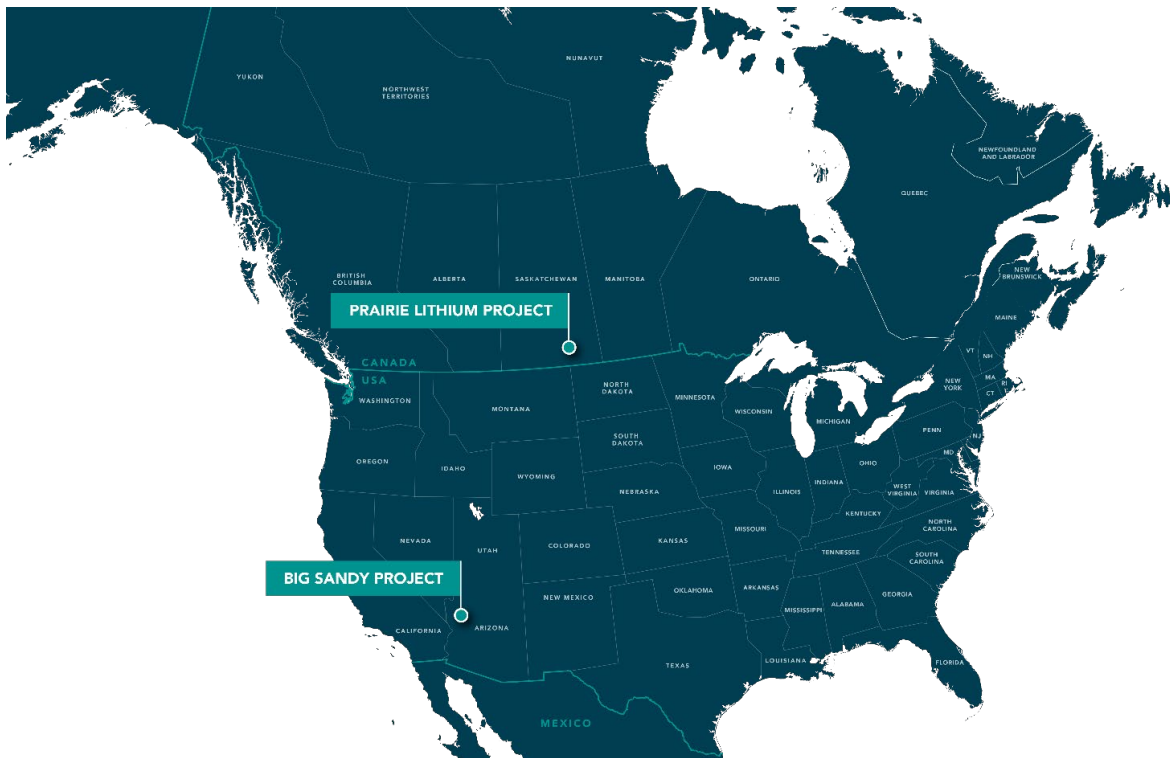 YUKON
NORTHWEST
TERRITORIES
NUNAVUT
NEWFOUNDLAND
AND LABRADOR
QUEBEC
BRITISH
COLUMBIA
ALBERTA
SASKATCHEWAN
MANITOBA
ONTARIO
NEW
BRUNSWICK
PRAIRIE LITHIUM PROJECT
MAINE
CANADA
USA
WASHINGTON
MONTANA
NORTH
DAKOTA
MINNESOTA
WISCONSIN
MICHIGAN
NEW
YORK
VT
NH
MA
RI
CT
OREGON
IDAHO
WYOMING
SOUTH
DAKOTA
NEBRASKA
IOWA
ILLINOIS
INDIANA
OHIO
PENN
NJ
MD
WEST
VIRGINIA
VIRGINIA
NEVADA
UTAH
COLORADO
KANSAS
MISSOURI
KENTUCKY
NORTH
CAROLINA
TENNESSEE
SOUTH
CAROLINA
BIG SANDY PROJECT
CALIFORNIA
ARIZONA
NEW MEXICO
OKLAHOMA
ARKANSAS
MISSISSIPPI
ALABAMA
GEORGIA
TEXAS
LOUISIANA
FLORIDA
MEXICO